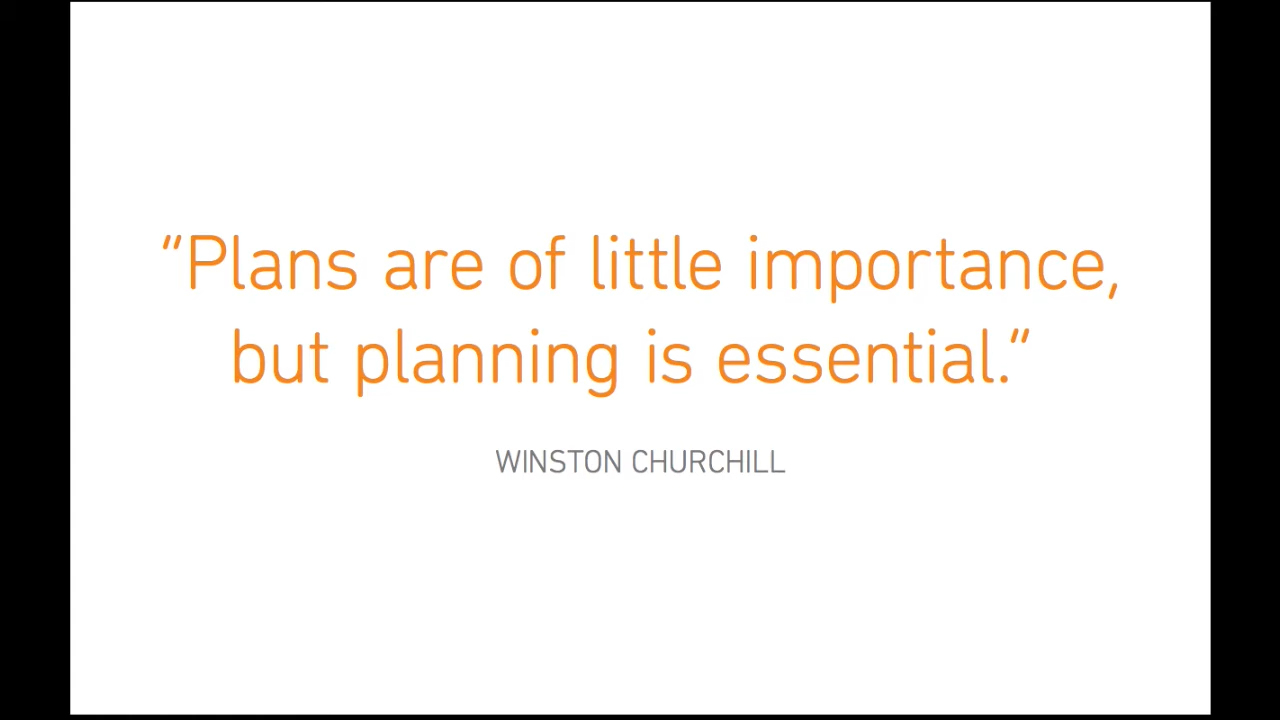 “Plans are of little importance,
but planning is essential.”
WINSTON CHURCHILL